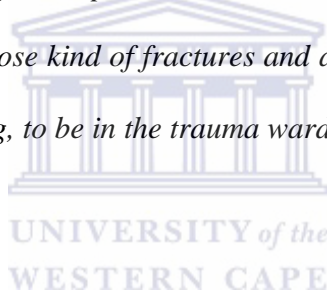 ose kind of fractures and
g, to be in the trauma ward
UNIVERSITY of the
WESTERN CAPE